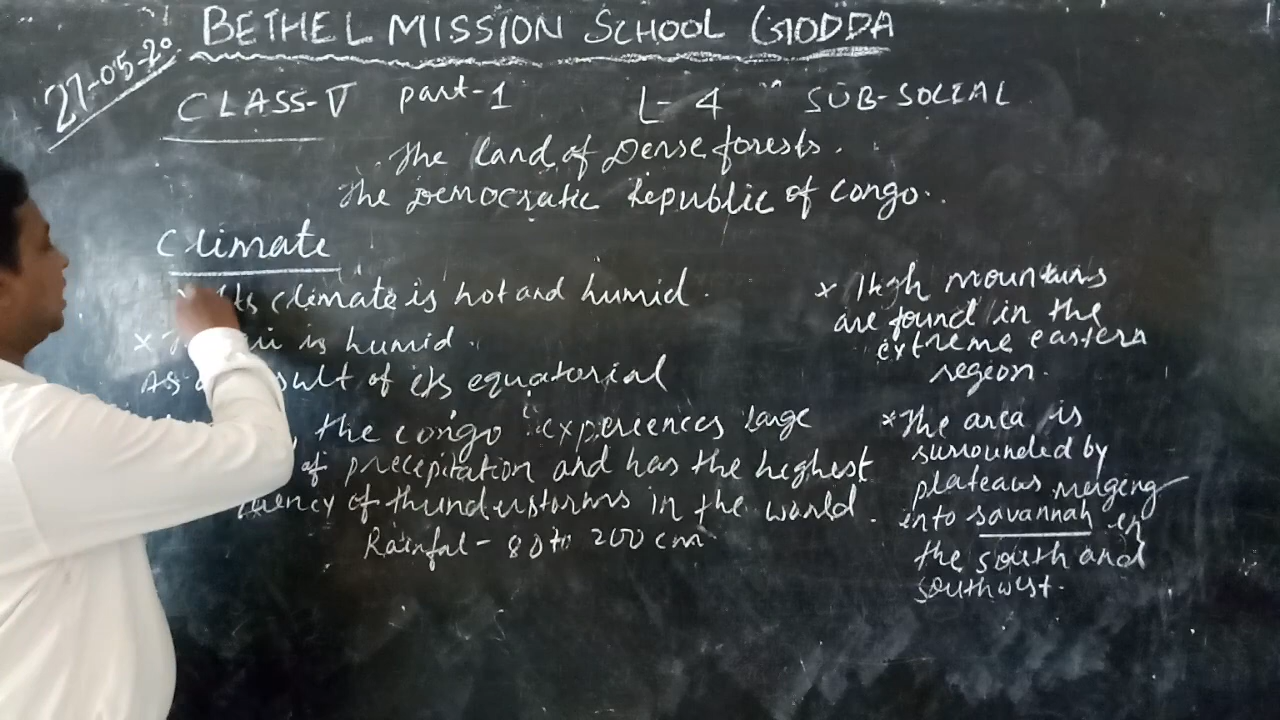 BETHEL MISSION SCHOOL GODDA
27-05-20
CLASS-V part-1 L-4 SUB-SOCIAL
The land of Dense forests.
The Democratic Republic of Congo.
Climate
Its climate is hot and humid.
* is humid.
As of its equatorial
the congo experiences large
of precepitation and has the highest
of thunderstorms in the world.
Rainfal - 80 to 200 cm
* High mountains
are found in the
extreme eastern
region.
* The area is
surrounded by
plateaus merging
into savannah in
the south and
southwest.